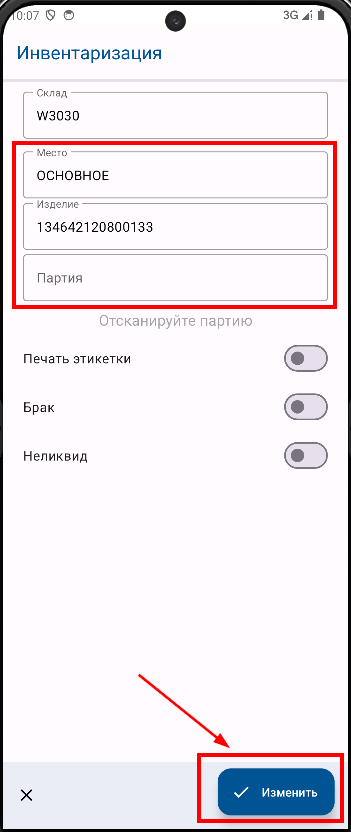 10:07 3G
Инвентаризация
Склад
W3030
Место
ОСНОВНОЕ
Изделие
134642120800133
Партия
Отсканируйте партию
Печать этикетки
Брак
Неликвид
Изменить